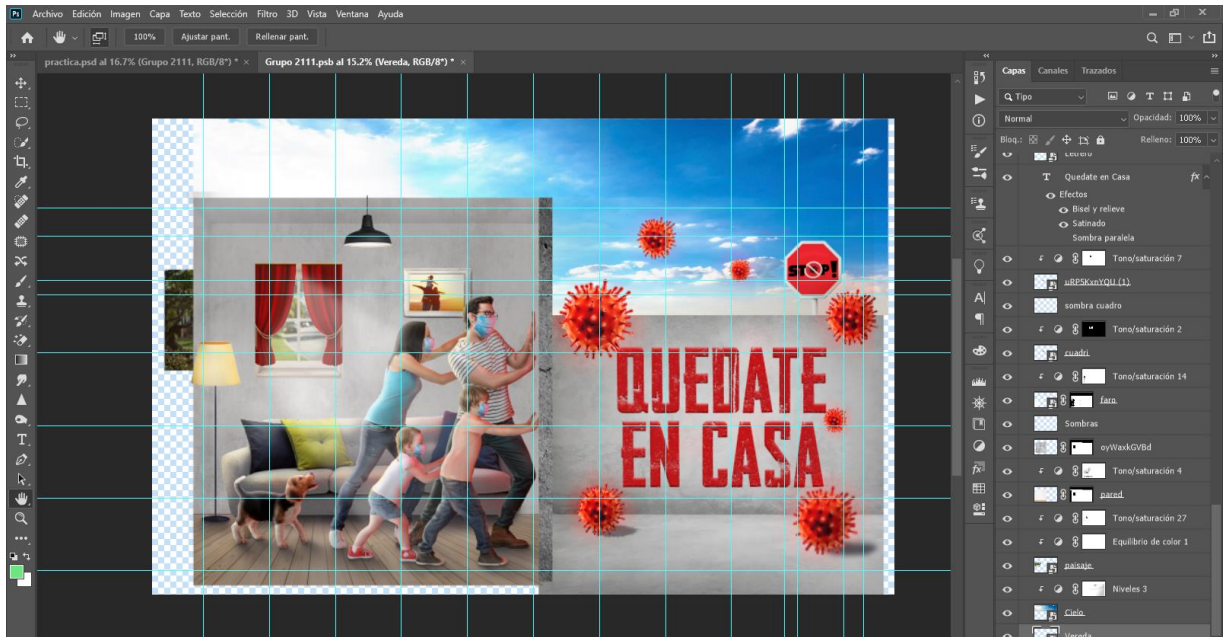 Ps Archivo Edición Imagen Capa Texto Selección Filtro 3D Vista Ventana Ayuda
100% Ajustar pant. Rellenar pant.
practica.psd al 16.7% (Grupo 2111, RGB/8*) * × Grupo 2111.psb al 15.2% (Vereda, RGB/8*) * ×
Capas Canales Trazados
Tipo
Normal Opacidad: 100%
Bloq.: Relleno: 100%
Letrero
T Quedate en Casa fx
Efectos
Bisel y relieve
Satinado
Sombra paralela
Tono/saturación 7
uRP5KxnYQU (1)
sombra cuadro
Tono/saturación 2
cuadri
Tono/saturación 14
faro
Sombras
oyWaxkGVBd
Tono/saturación 4
pared
Tono/saturación 27
Equilibrio de color 1
paisaje
Niveles 3
Cielo
Vereda
STOP!
QUEDATE
EN CASA